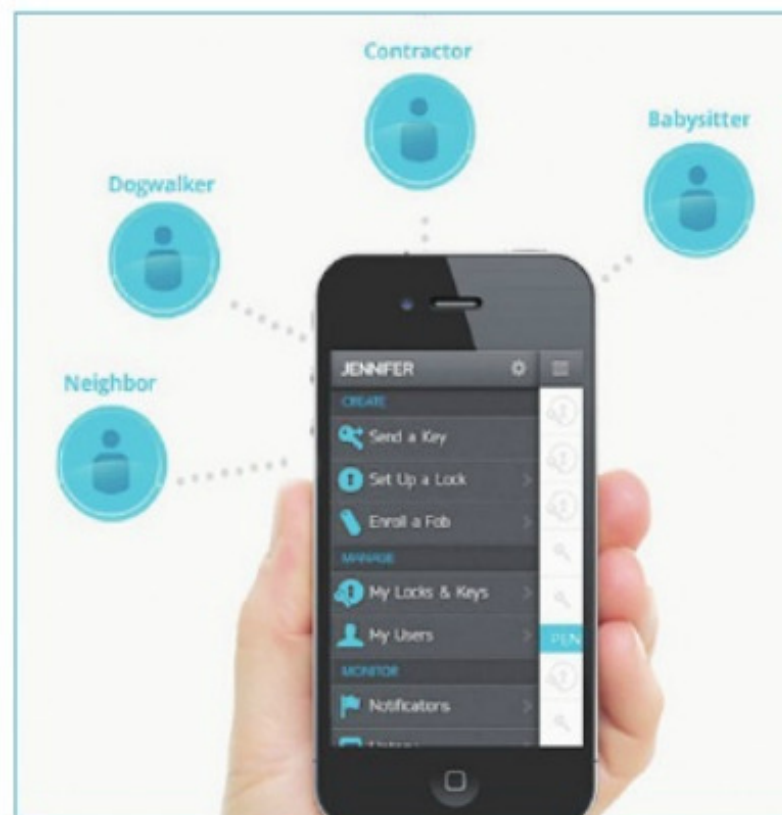 Contractor
Babysitter
Dogwalker
Neighbor
JENNIFER
CREATE
Send a Key
Set Up a Lock
Enroll a Fob
MANAGE
My Locks & Keys
My Users
PEN
MONITOR
Notifications